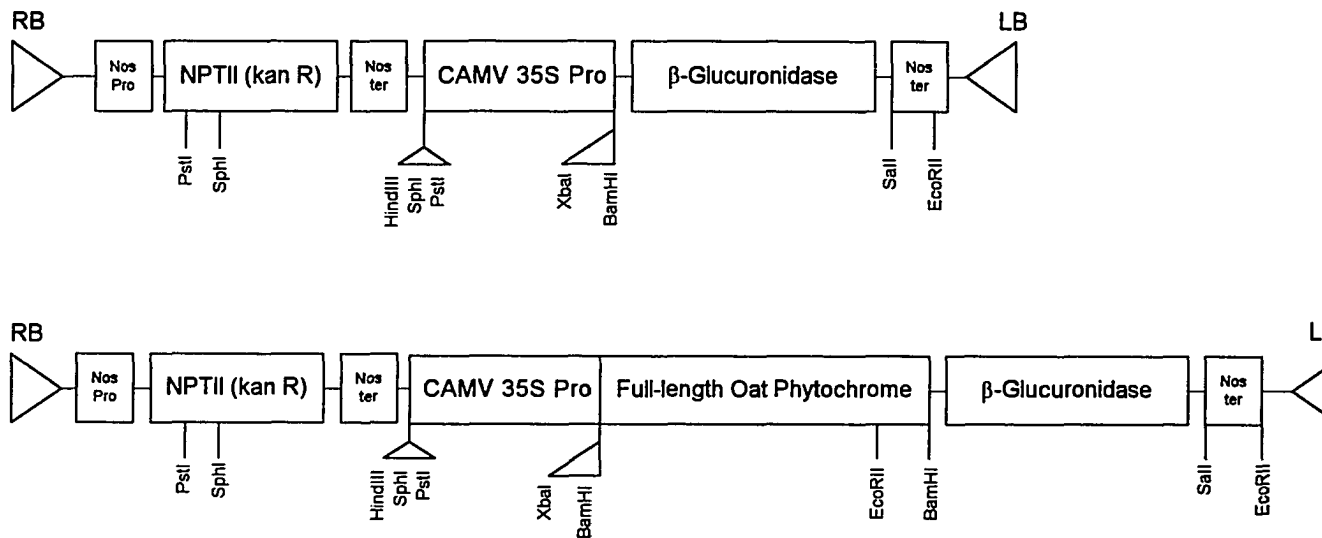 RB
LB
Nos
Pro
NPTII (kan R)
Nos
ter
CAMV 35S Pro
β-Glucuronidase
Nos
ter
PstI
SphI
HindIII
SphI
PstI
XbaI
BamHI
SalI
EcoRII
RB
L
Nos
Pro
NPTII (kan R)
Nos
ter
CAMV 35S Pro
Full-length Oat Phytochrome
β-Glucuronidase
Nos
ter
PstI
SphI
HindIII
SphI
PstI
XbaI
BamHI
EcoRII
BamHI
SalI
EcoRII